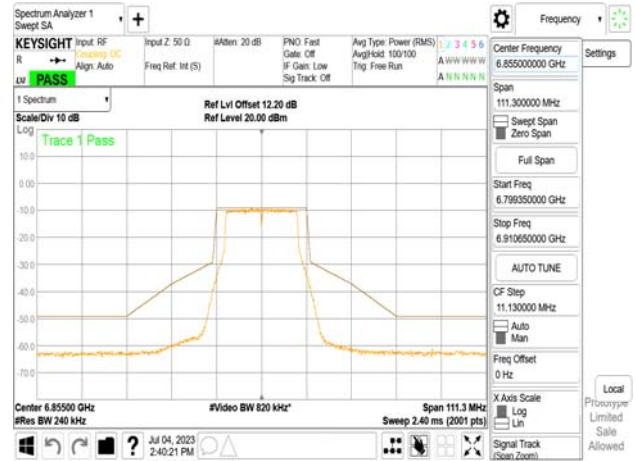 Spectrum Analyzer 1
Swept SA
Frequency
KEYSIGHT
Input: RF
Input Z: 50 Ω
#Atten: 20 dB
PNO: Fast
Avg Type: Power (RMS)
1 2 3 4 5 6
R
Coupling: DC
Gate: Off
Avg|Hold: 100/100
A W W W W W
Align: Auto
Freq Ref: Int (S)
IF Gain: Low
Trig: Free Run
LV
PASS
Sig Track: Off
A N N N N N
1 Spectrum
Ref Lvl Offset 12.20 dB
Scale/Div 10 dB
Ref Level 20.00 dBm
Log
Trace 1 Pass
10.0
0.00
-10.0
-20.0
-30.0
-40.0
-50.0
-60.0
-70.0
Center 6.85500 GHz
#Video BW 820 kHz*
Span 111.3 MHz
#Res BW 240 kHz
Sweep 2.40 ms (2001 pts)
Jul 04, 2023
2:40:21 PM
Center Frequency
6.855000000 GHz
Settings
Span
111.300000 MHz
Swept Span
Zero Span
Full Span
Start Freq
6.799350000 GHz
Stop Freq
6.910650000 GHz
AUTO TUNE
CF Step
11.130000 MHz
Auto
Man
Freq Offset
0 Hz
X Axis Scale
Log
Lin
Signal Track
(Span Zoom)
Local
Prototype
Limited
Sale
Allowed